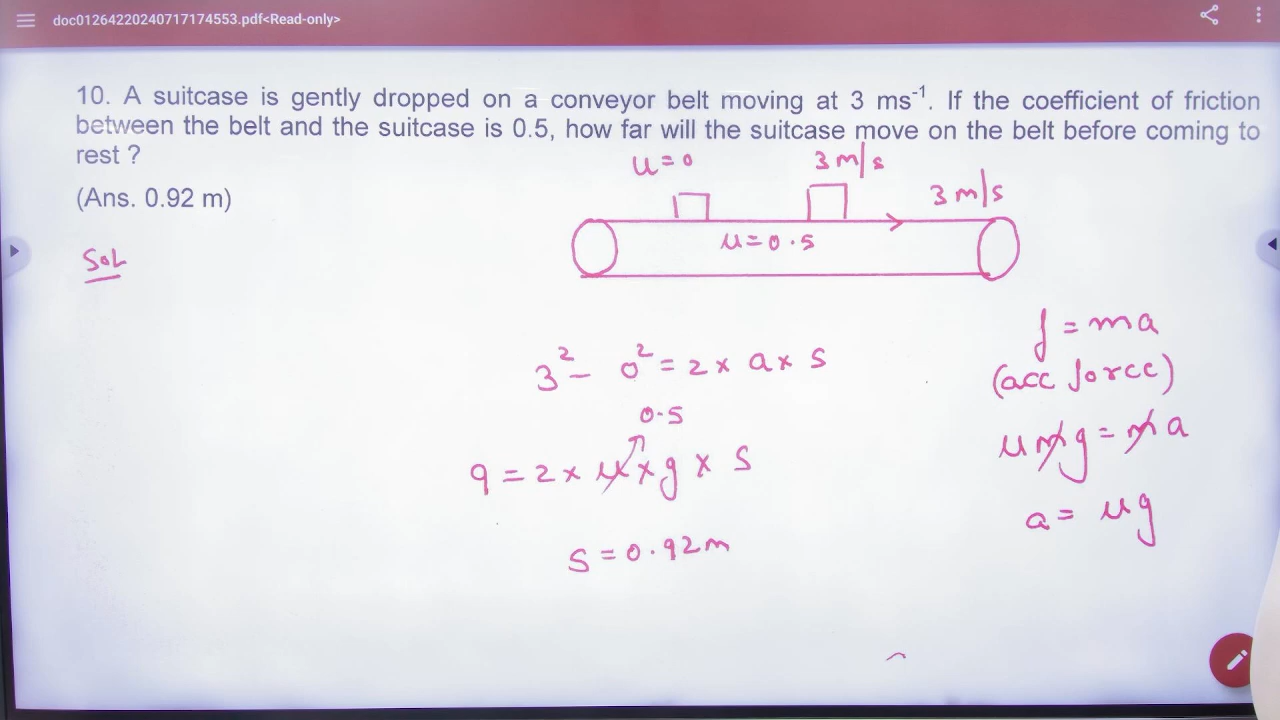 doc01264220240717174553.pdf<Read-only>
10. A suitcase is gently dropped on a conveyor belt moving at 3 ms⁻¹. If the coefficient of friction
between the belt and the suitcase is 0.5, how far will the suitcase move on the belt before coming to
rest ?
(Ans. 0.92 m)
u=0
3 m/s
3 m/s
μ=0.5
Sol
3² - 0² = 2 × a × s
0.5
9 = 2 × μ × g × s
s = 0.92m
f = ma
(acc force)
μmg = ma
a = μg